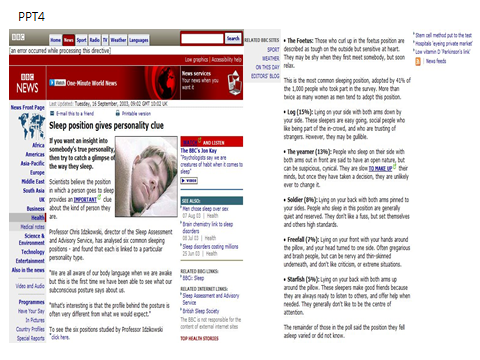 PPT4
BBC
Home News Sport Radio TV Weather Languages
Search
[an error occurred while processing this directive]
Low graphics | Accessibility help
BBC
NEWS
One-Minute World News
News services
Your news when you
want it
News Front Page
Africa
Americas
Asia-Pacific
Europe
Middle East
South Asia
UK
Business
Health
Medical notes
Science &
Environment
Technology
Entertainment
Also in the news
Video and Audio
Programmes
Have Your Say
In Pictures
Country Profiles
Special Reports
Last updated: Tuesday, 16 September, 2003, 09:02 GMT 10:02 UK
E-mail this to a friend Printable version
Sleep position gives personality clue
If you want an insight into
somebody's true personality
then try to catch a glimpse of
the way they sleep.
Scientists believe the position
in which a person goes to sleep
provides an IMPORTANT clue
about the kind of person they
are.
Professor Chris Idzikowski, director of the Sleep Assessment
and Advisory Service, has analysed six common sleeping
positions - and found that each is linked to a particular
personality type.
"We are all aware of our body language when we are awake
but this is the first time we have been able to see what our
subconscious posture says about us.
"What's interesting is that the profile behind the posture is
often very different from what we would expect."
To see the six positions studied by Professor Idzikowski
click here.
AND LISTEN
The BBC's Jon Kay
"Psychologists say we are
creatures of habit when it comes to
sleep"
VIDEO
SEE ALSO:
Men chose sleep over sex
07 Aug 03 | Health
Brain chemistry link to sleep
disorders
08 Jul 03 | Health
Sleep disorders costing millions
25 Jun 03 | Health
RELATED BBC LINKS:
BBCi: Sleep
RELATED INTERNET LINKS:
Sleep Assessment and Advisory
Service
British Sleep Society
The BBC is not responsible for the
content of external internet sites
TOP HEALTH STORIES
RELATED BBC SITES
SPORT
WEATHER
ON THIS DAY
EDITORS' BLOG
• The Foetus: Those who curl up in the foetus position are
described as tough on the outside but sensitive at heart.
They may be shy when they first meet somebody, but soon
relax.
This is the most common sleeping position, adopted by 41% of
the 1,000 people who took part in the survey. More than
twice as many women as men tend to adopt this position.
• Log (15%): Lying on your side with both arms down by
your side. These sleepers are easy going, social people who
like being part of the in-crowd, and who are trusting of
strangers. However, they may be gullible.
• The yearner (13%): People who sleep on their side with
both arms out in front are said to have an open nature, but
can be suspicious, cynical. They are slow TO MAKE UP their
minds, but once they have taken a decision, they are unlikely
ever to change it.
• Soldier (8%): Lying on your back with both arms pinned to
your sides. People who sleep in this position are generally
quiet and reserved. They don't like a fuss, but set themselves
and others high standards.
• Freefall (7%): Lying on your front with your hands around
the pillow, and your head turned to one side. Often gregarious
and brash people, but can be nervy and thin-skinned
underneath, and don't like criticism, or extreme situations.
• Starfish (5%): Lying on your back with both arms up
around the pillow. These sleepers make good friends because
they are always ready to listen to others, and offer help when
needed. They generally don't like to be the centre of
attention.
The remainder of those in the poll said the position they fell
asleep varied or did not know.
Stem cell method put to the test
Hospitals 'eyeing private market'
Low vitamin D 'Parkinson's link'
News feeds